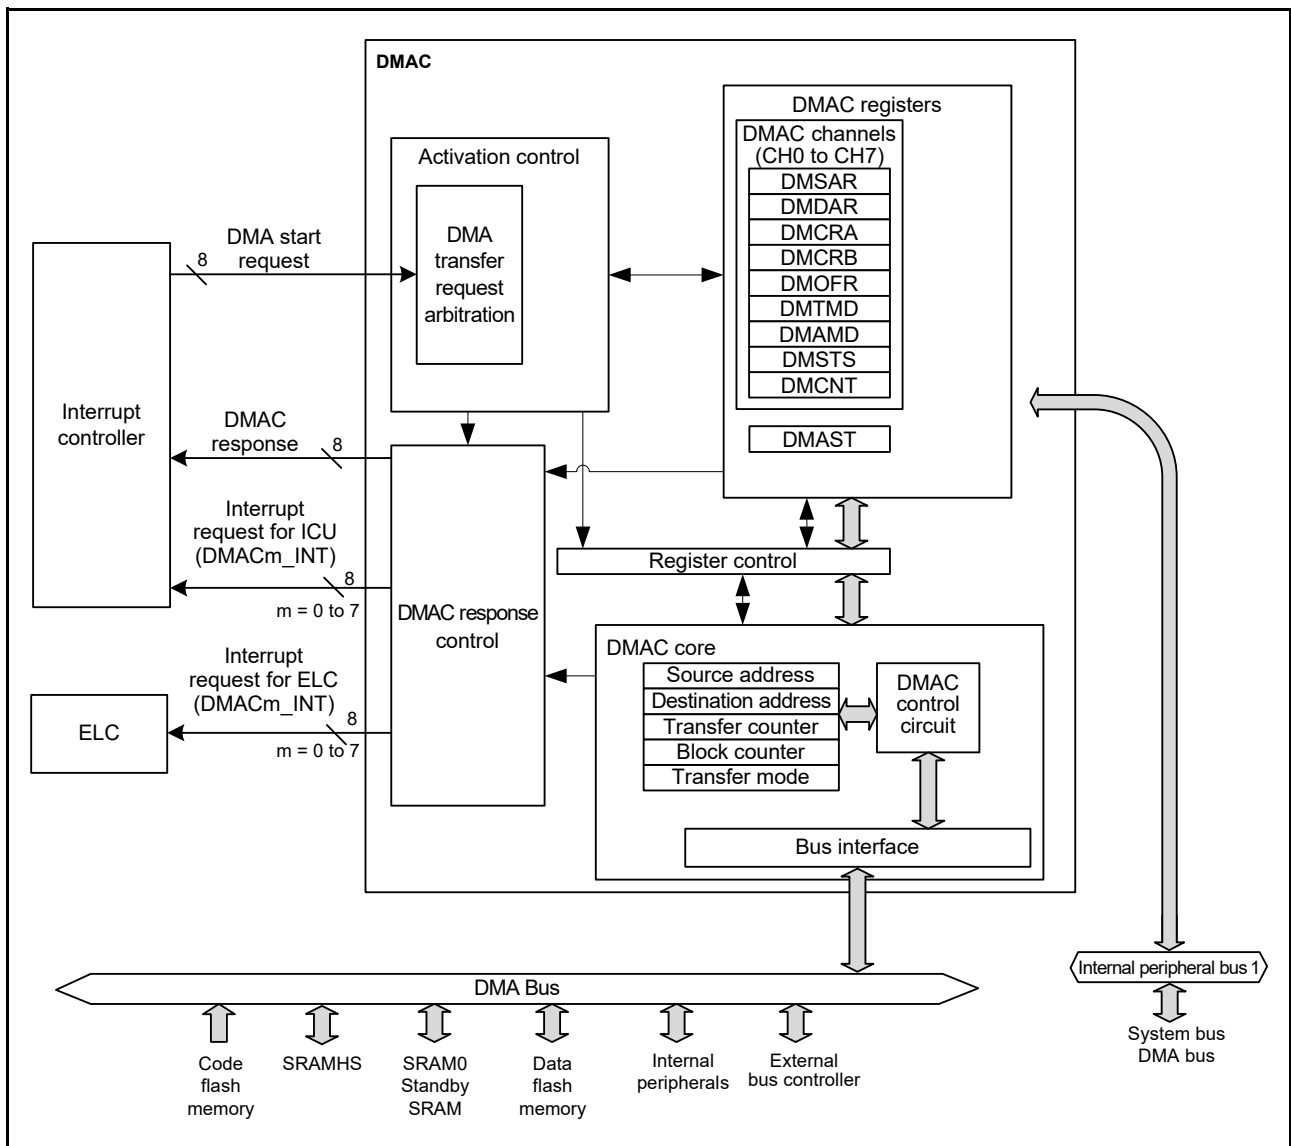 DMAC
DMAC registers
DMAC channels
(CH0 to CH7)
DMSAR
DMDAR
DMCRA
DMCRB
DMOFR
DMTMD
DMAMD
DMSTS
DMCNT
DMAST
Activation control
DMA
transfer
request
arbitration
DMA start
request
8
Interrupt
controller
DMAC
response
8
Interrupt
request for ICU
(DMACm_INT)
8
m = 0 to 7
DMAC response
control
Register control
Interrupt
request for ELC
(DMACm_INT)
8
m = 0 to 7
ELC
DMAC core
Source address
Destination address
Transfer counter
Block counter
Transfer mode
DMAC
control
circuit
Bus interface
DMA Bus
Internal peripheral bus 1
System bus
DMA bus
Code
flash
memory
SRAMHS
SRAM0
Standby
SRAM
Data
flash
memory
Internal
peripherals
External
bus controller